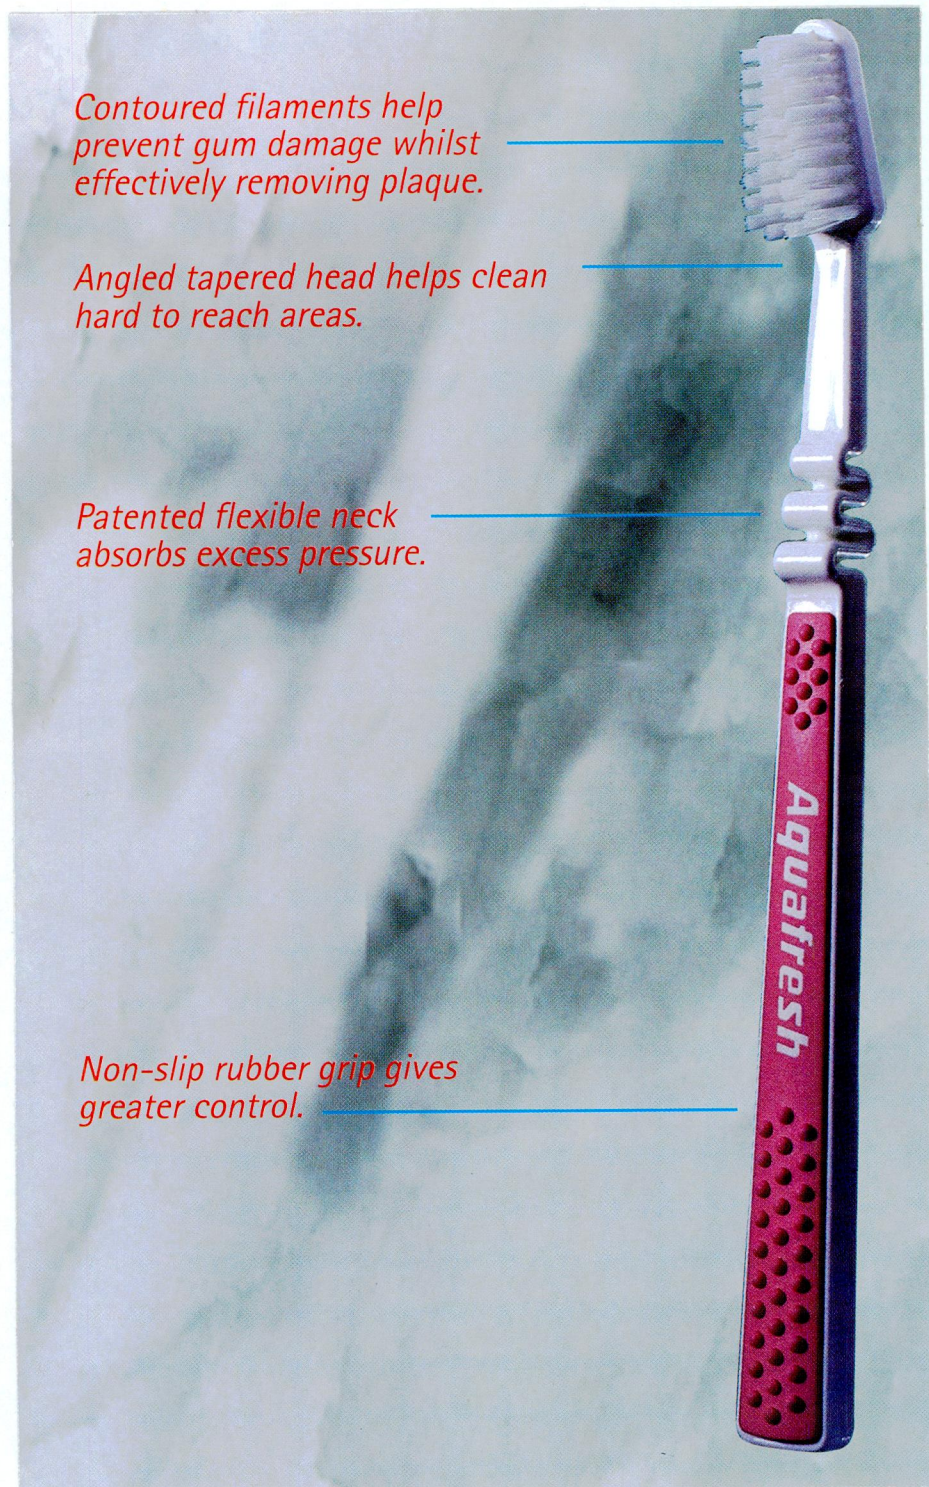 Contoured filaments help
prevent gum damage whilst
effectively removing plaque.
Angled tapered head helps clean
hard to reach areas.
Patented flexible neck
absorbs excess pressure.
Aquafresh
Non-slip rubber grip gives
greater control.